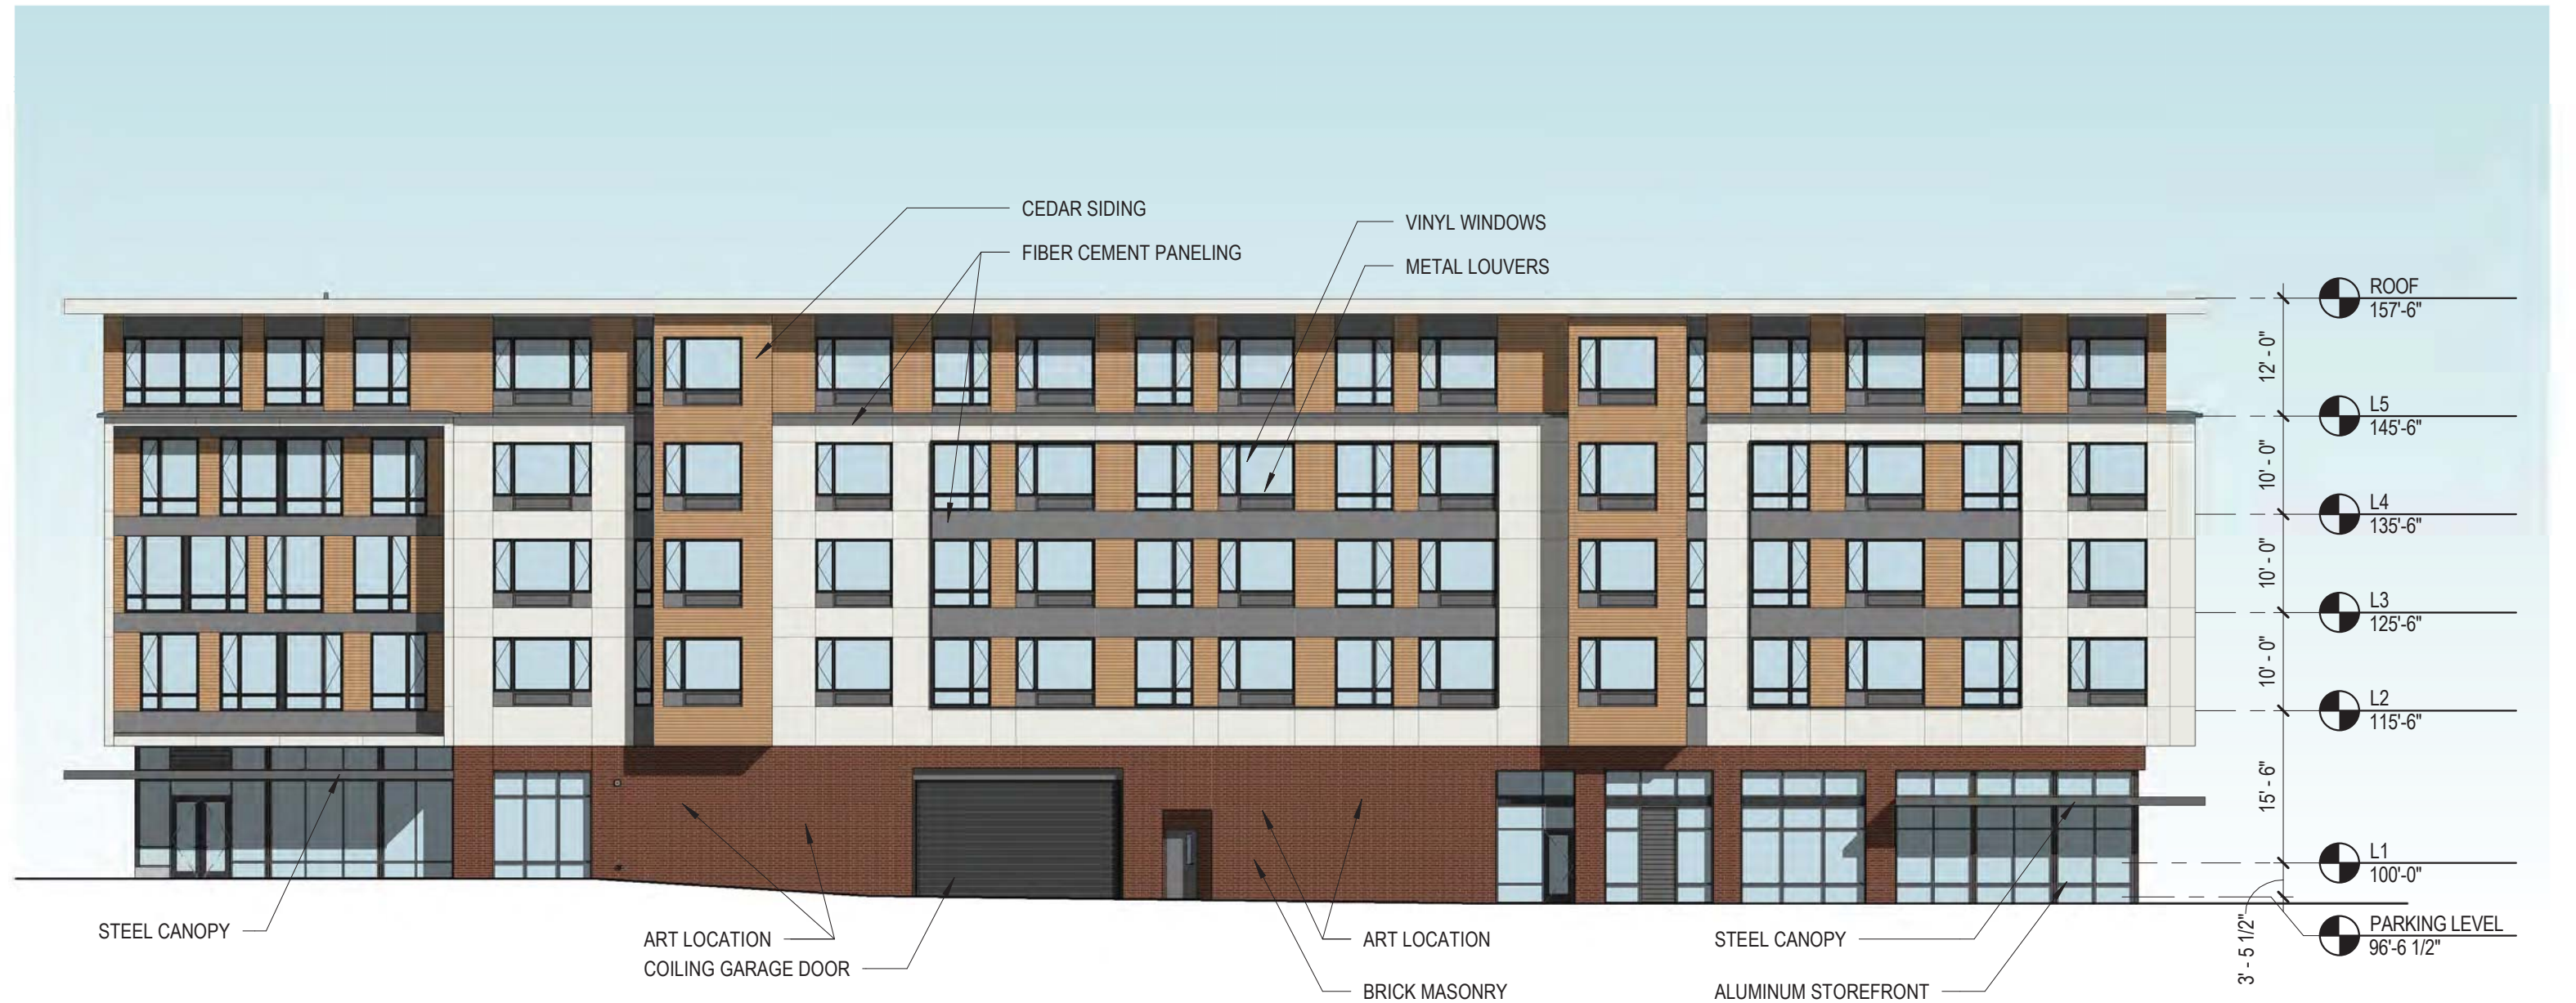 CEDAR SIDING
FIBER CEMENT PANELING
VINYL WINDOWS
METAL LOUVERS
ROOF
157'-6"
12' - 0"
L5
145'-6"
10' - 0"
L4
135'-6"
10' - 0"
L3
125'-6"
10' - 0"
L2
115'-6"
15' - 6"
L1
100'-0"
3' - 5 1/2"
PARKING LEVEL
96'-6 1/2"
STEEL CANOPY
ART LOCATION
COILING GARAGE DOOR
ART LOCATION
BRICK MASONRY
STEEL CANOPY
ALUMINUM STOREFRONT